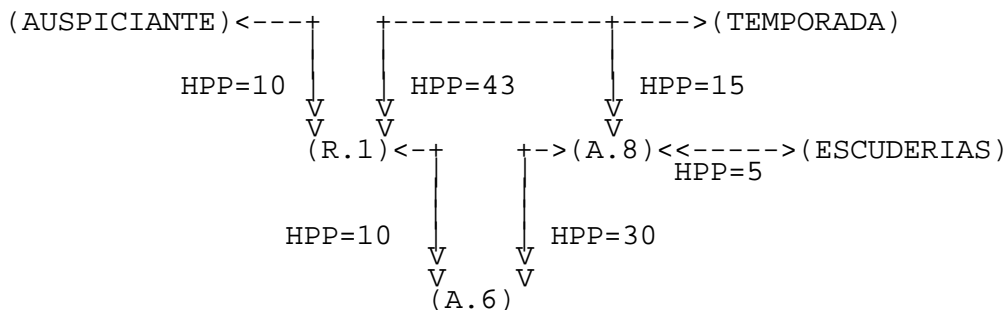 (AUSPICIANTE)<---+ +------------+---->(TEMPORADA)
HPP=10 HPP=43 HPP=15
V V V
V V V
(R.1)<-+ +->(A.8)<<----->(ESCUDERIAS)
HPP=5
HPP=10 HPP=30
V V
V V
(A.6)